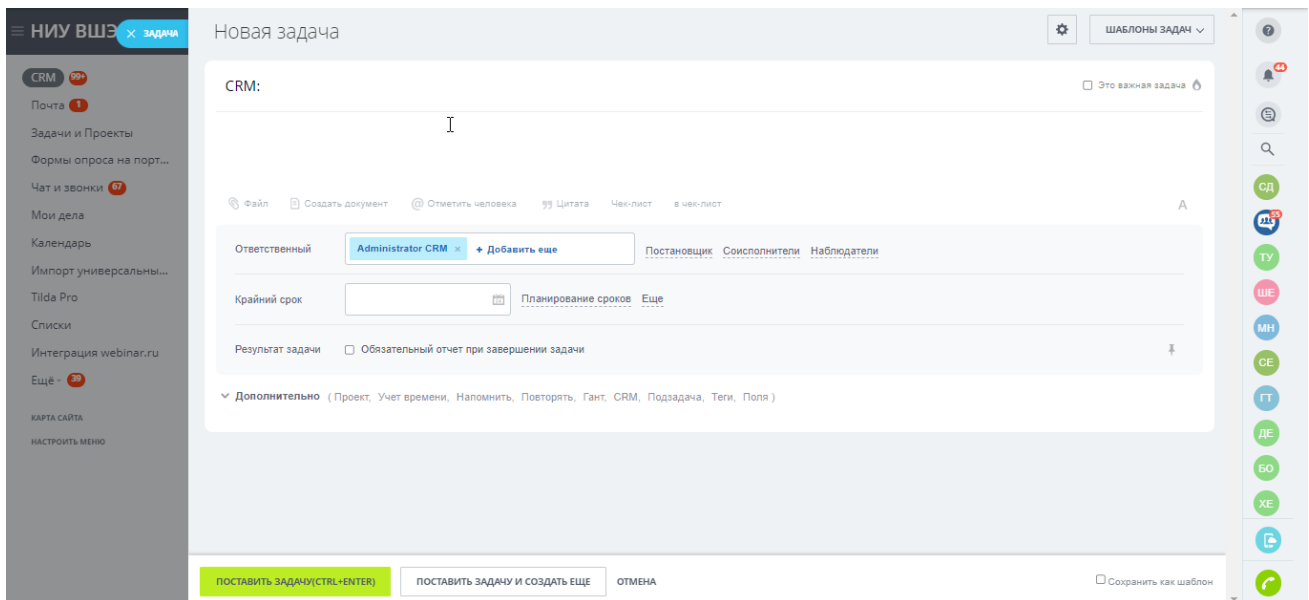 НИУ ВШЭ
ЗАДАЧА
Новая задача
ШАБЛОНЫ ЗАДАЧ
CRM 99+
Почта 1
Задачи и Проекты
Формы опроса на порт...
Чат и звонки 67
Мои дела
Календарь
Импорт универсальны...
Tilda Pro
Списки
Интеграция webinar.ru
Ещё - 39
КАРТА САЙТА
НАСТРОИТЬ МЕНЮ
CRM:
Это важная задача
Файл Создать документ @ Отметить человека Цитата Чек-лист в чек-лист A
Ответственный Administrator CRM × + Добавить еще Постановщик Соисполнители Наблюдатели
Крайний срок Планирование сроков Еще
Результат задачи Обязательный отчет при завершении задачи
Дополнительно ( Проект, Учет времени, Напомнить, Повторять, Гант, CRM, Подзадача, Теги, Поля )
ПОСТАВИТЬ ЗАДАЧУ(CTRL+ENTER) ПОСТАВИТЬ ЗАДАЧУ И СОЗДАТЬ ЕЩЕ ОТМЕНА
Сохранить как шаблон
?
44
СД
ТУ
ШЕ
МН
СЕ
ГТ
ДЕ
БО
ХЕ